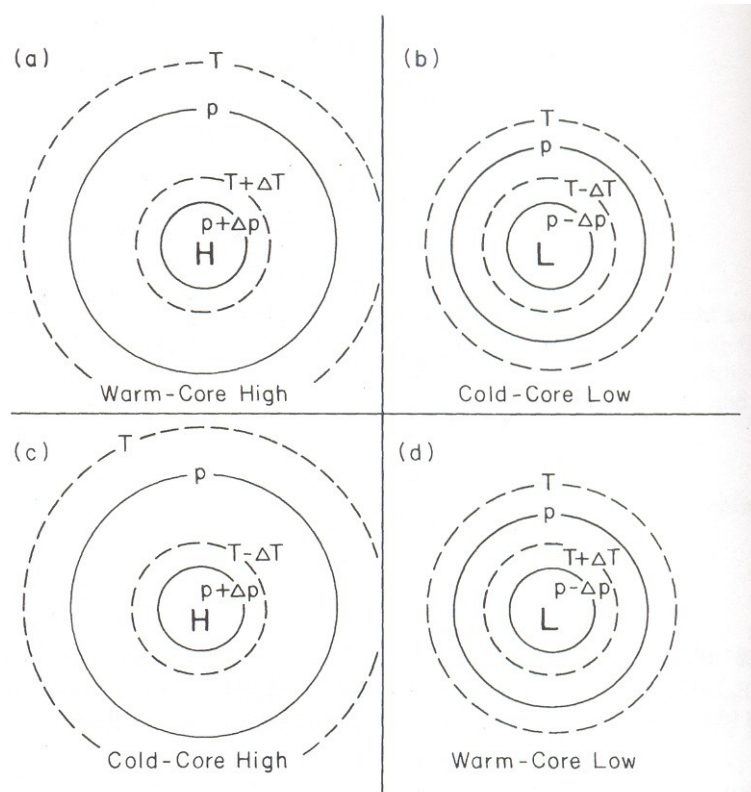 (a)
T
p
T+ΔT
p+Δp
H
Warm-Core High
(b)
T
p
T-ΔT
p-Δp
L
Cold-Core Low
(c)
T
p
T-ΔT
p+Δp
H
Cold-Core High
(d)
T
p
T+ΔT
p-Δp
L
Warm-Core Low